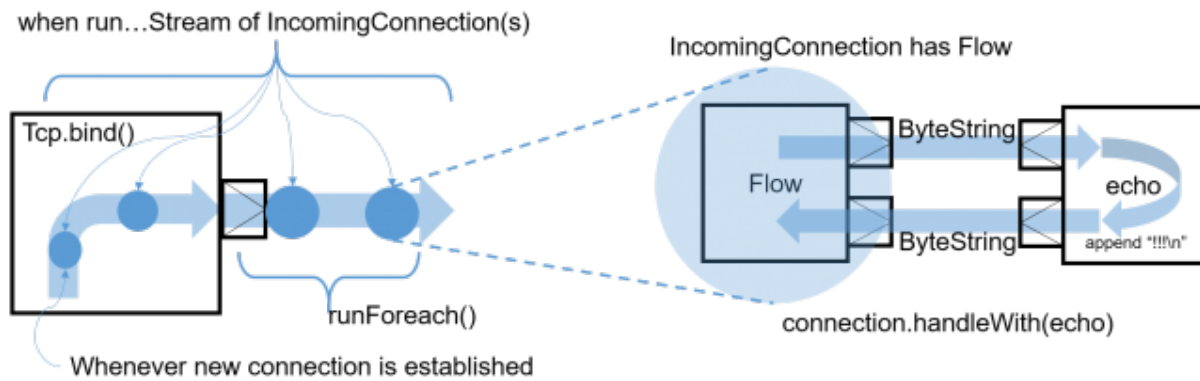 when run…Stream of IncomingConnection(s)
Tcp.bind()
runForeach()
Whenever new connection is established
IncomingConnection has Flow
ByteString
Flow
echo
ByteString
append "!!!\n"
connection.handleWith(echo)